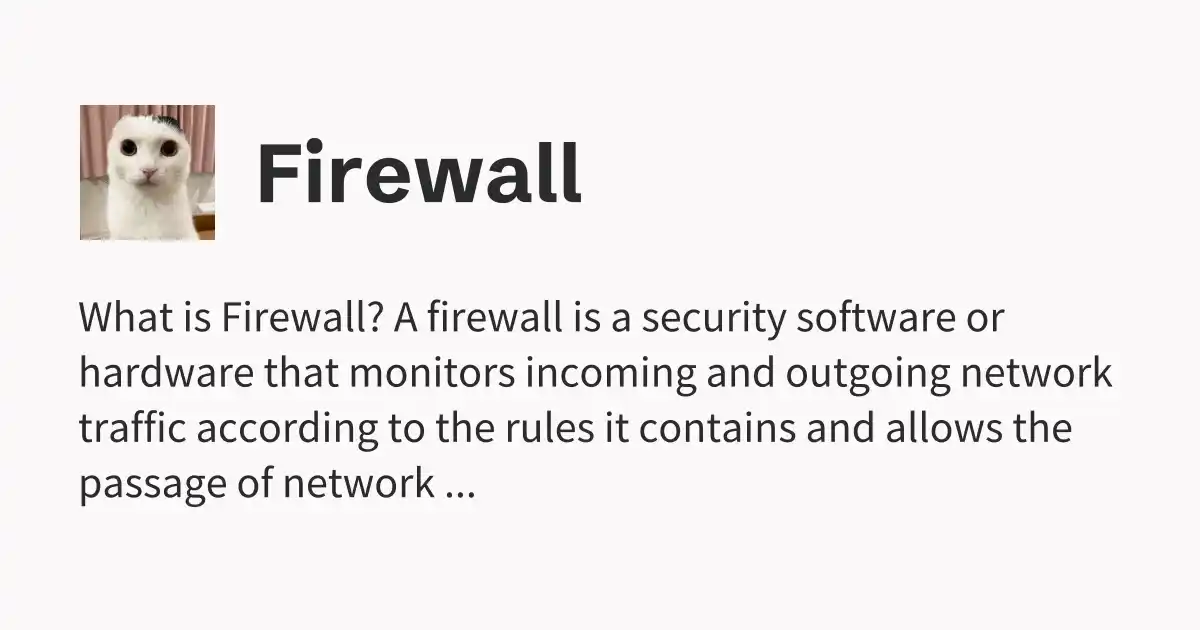 Firewall
What is Firewall? A firewall is a security software or
hardware that monitors incoming and outgoing network
traffic according to the rules it contains and allows the
passage of network ...